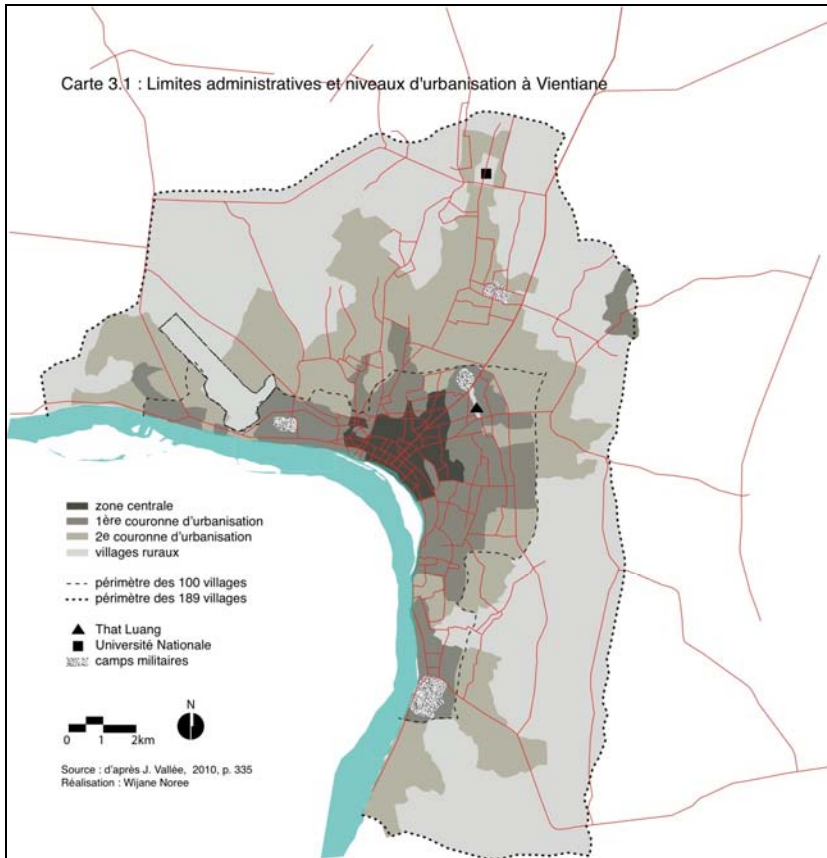 Carte 3.1 : Limites administratives et niveaux d'urbanisation à Vientiane
zone centrale
1ère couronne d'urbanisation
2e couronne d'urbanisation
villages ruraux
périmètre des 100 villages
périmètre des 189 villages
That Luang
Université Nationale
camps militaires
N
0 1 2km
Source : d'après J. Vallée, 2010, p. 335
Réalisation : Wijane Noree